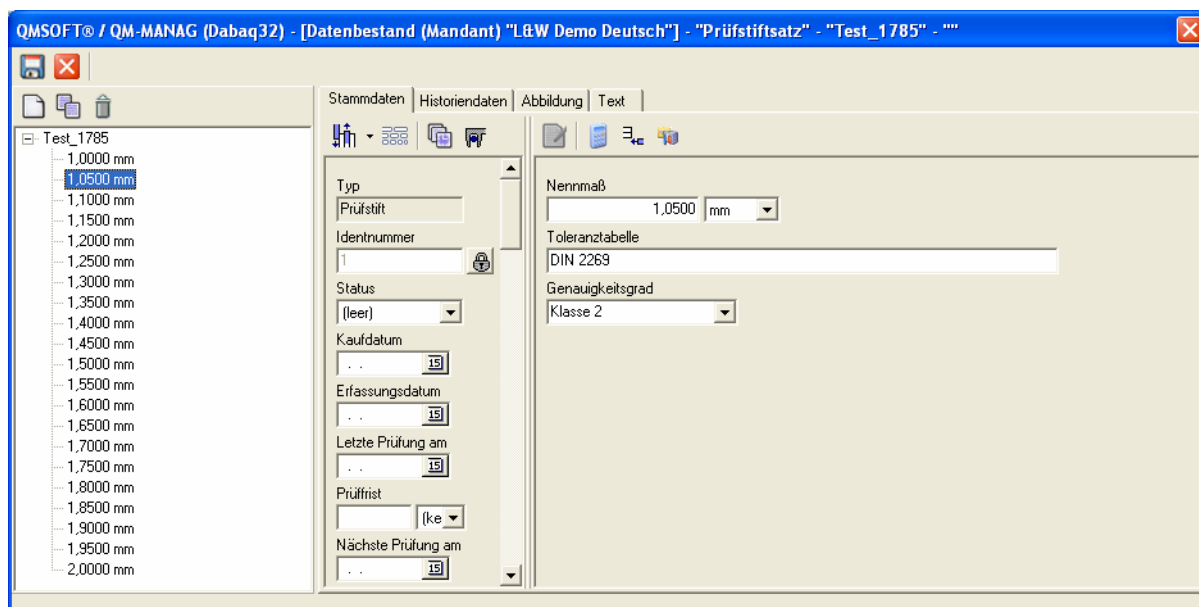 QMSOFT® / QM-MANAG (Dabaq32) - [Datenbestand (Mandant) "L&W Demo Deutsch"] - "Prüfstiftsatz" - "Test_1785" - ""
Test_1785
1,0000 mm
1,0500 mm
1,1000 mm
1,1500 mm
1,2000 mm
1,2500 mm
1,3000 mm
1,3500 mm
1,4000 mm
1,4500 mm
1,5000 mm
1,5500 mm
1,6000 mm
1,6500 mm
1,7000 mm
1,7500 mm
1,8000 mm
1,8500 mm
1,9000 mm
1,9500 mm
2,0000 mm
Stammdaten Historiendaten Abbildung Text
Typ
Prüfstift
Identnummer
1
Status
(leer)
Kaufdatum
. . 15
Erfassungsdatum
. . 15
Letzte Prüfung am
. . 15
Prüffrist
(ke
Nächste Prüfung am
. . 15
Nennmaß
1,0500 mm
Toleranztabelle
DIN 2269
Genauigkeitsgrad
Klasse 2